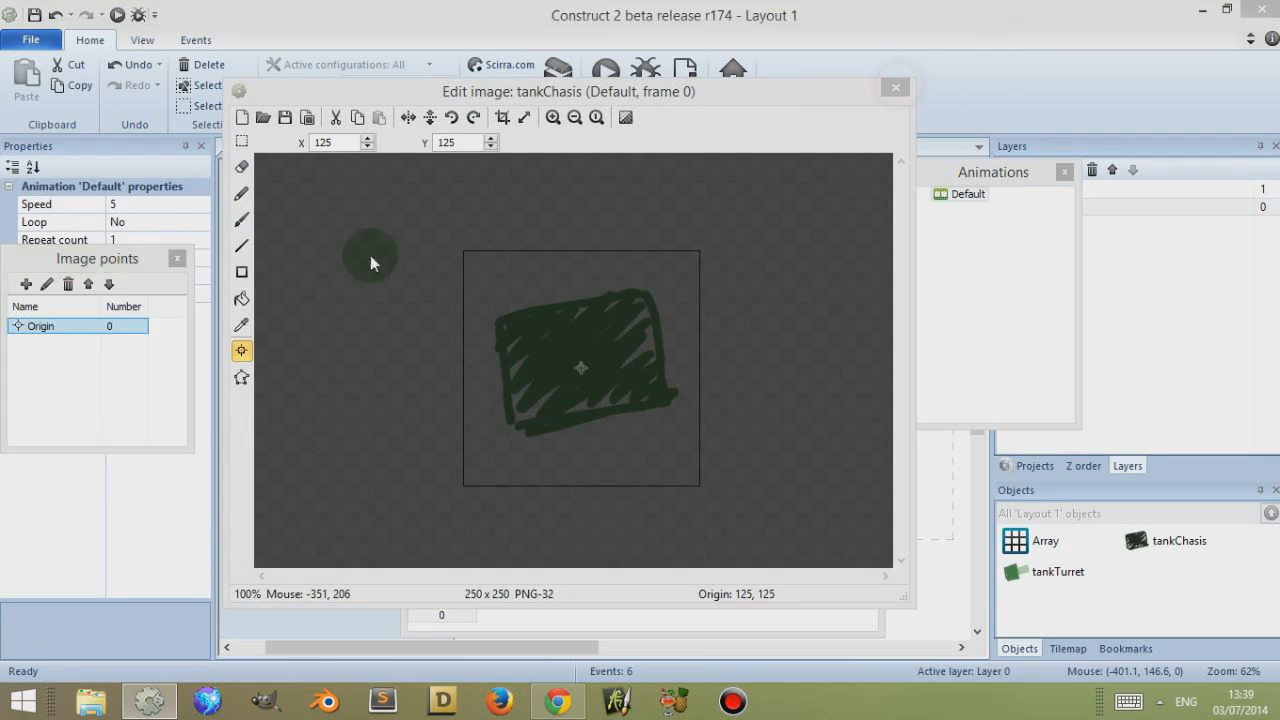 Construct 2 beta release r174 - Layout 1
File
Home
View
Events
Paste
Cut
Copy
Clipboard
Undo
Redo
Undo
Delete
Select
Select
Selecti
Active configurations: All
Scirra.com
Edit image: tankChasis (Default, frame 0)
X 125
Y 125
Properties
Animation 'Default' properties
Speed 5
Loop No
Repeat count 1
Image points
Name Number
Origin 0
Animations
Default
Layers
1
0
Projects
Z order
Layers
Objects
All 'Layout 1' objects
Array
tankChasis
tankTurret
100% Mouse: -351, 206
250 x 250 PNG-32
Origin: 125, 125
0
Objects
Tilemap
Bookmarks
Ready
Events: 6
Active layer: Layer 0
Mouse: (-401.1, 146.6, 0)
Zoom: 62%
S
D
ENG
13:39
03/07/2014